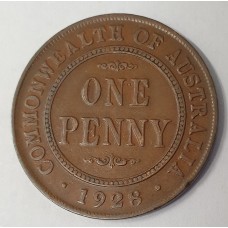 COMMONWEALTH OF AUSTRALIA
ONE
PENNY
· 1928 ·